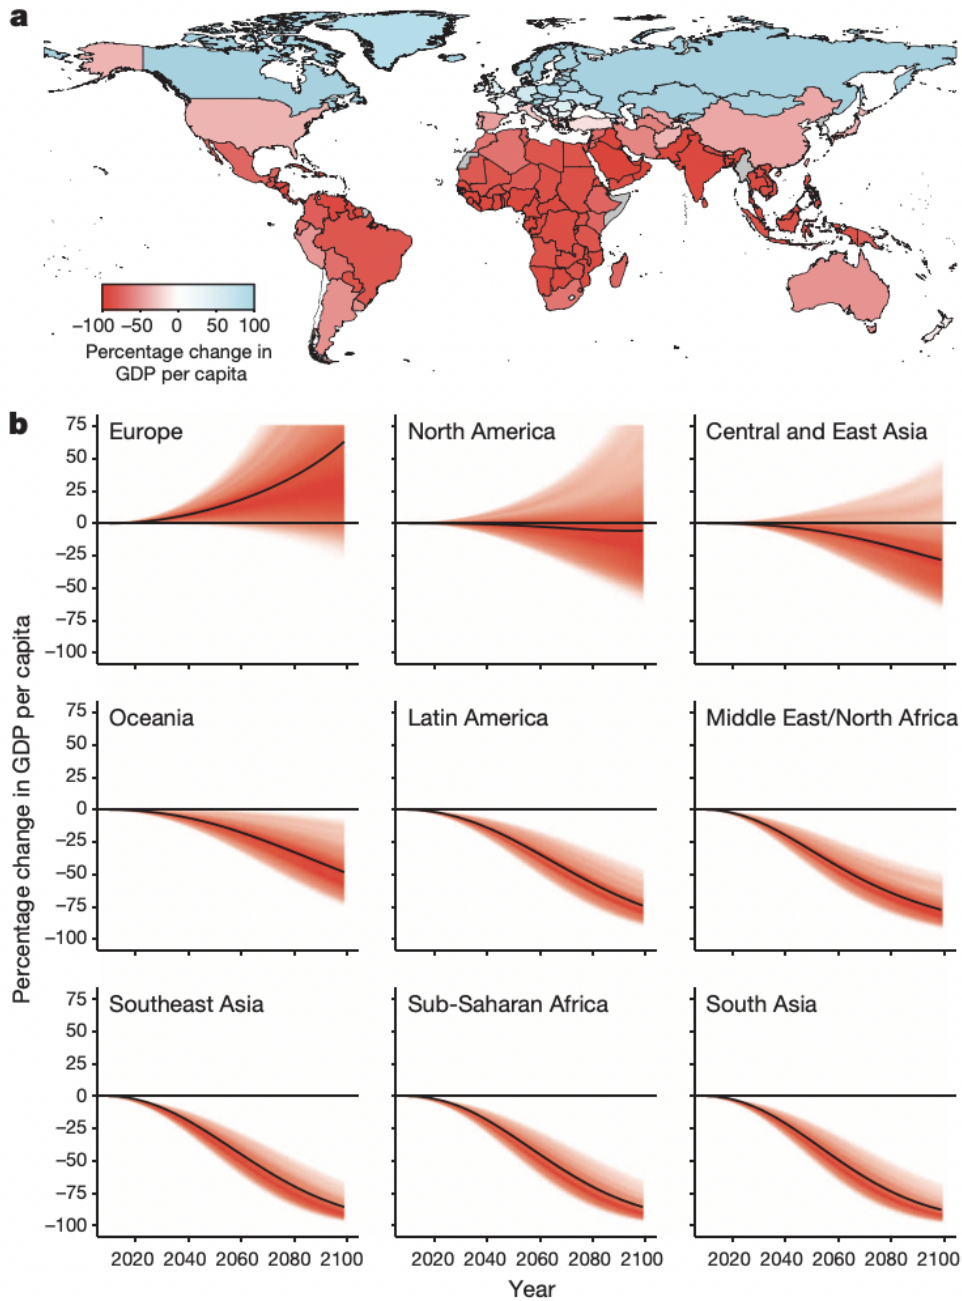 a
−100 −50 0 50 100
Percentage change in
GDP per capita
b
Percentage change in GDP per capita
Europe
North America
Central and East Asia
75
50
25
0
−25
−50
−75
−100
Oceania
Latin America
Middle East/North Africa
75
50
25
0
−25
−50
−75
−100
Southeast Asia
Sub-Saharan Africa
South Asia
75
50
25
0
−25
−50
−75
−100
2020 2040 2060 2080 2100
2020 2040 2060 2080 2100
2020 2040 2060 2080 2100
Year